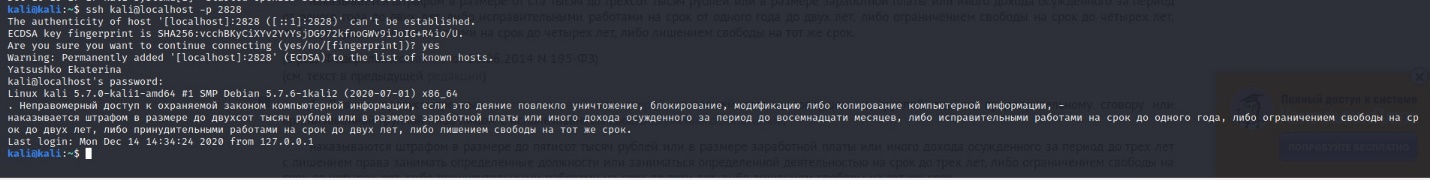 kali@kali:~$ ssh kali@localhost -p 2828
The authenticity of host '[localhost]:2828 ([::1]:2828)' can't be established.
ECDSA key fingerprint is SHA256:vcchBKyCiXYv2YvYsjDG972kfnoGWv9iJoIG+R4io/U.
Are you sure you want to continue connecting (yes/no/[fingerprint])? yes
Warning: Permanently added '[localhost]:2828' (ECDSA) to the list of known hosts.
Yatsushko Ekaterina
kali@localhost's password:
Linux kali 5.7.0-kali1-amd64 #1 SMP Debian 5.7.6-1kali2 (2020-07-01) x86_64
. Неправомерный доступ к охраняемой законом компьютерной информации, если это деяние повлекло уничтожение, блокирование, модификацию либо копирование компьютерной информации, -
наказывается штрафом в размере до двухсот тысяч рублей или в размере заработной платы или иного дохода осужденного за период до восемнадцати месяцев, либо исправительными работами на срок до одного года, либо ограничением свободы на ср
ок до двух лет, либо принудительными работами на срок до двух лет, либо лишением свободы на тот же срок.
Last login: Mon Dec 14 14:34:24 2020 from 127.0.0.1
kali@kali:~$